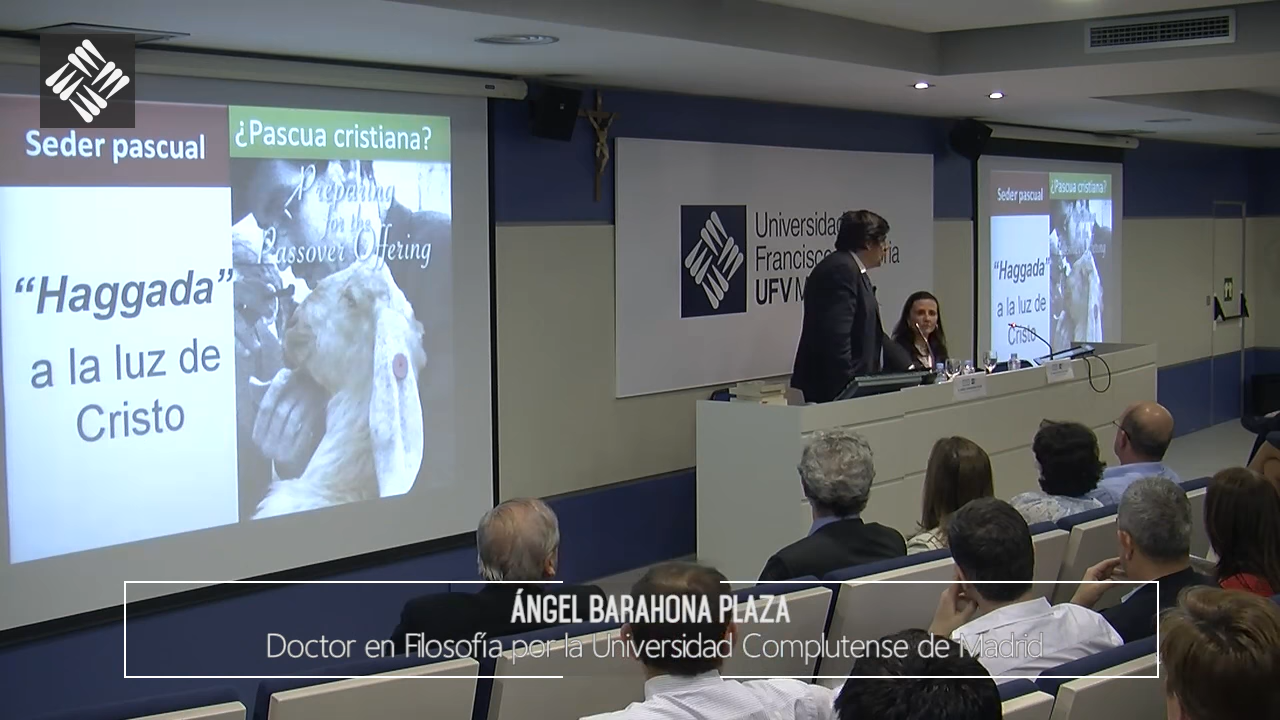 Seder pascual
¿Pascua cristiana?
Preparing
for the
Passover Offering
“Haggada”
a la luz de
Cristo
Universidad
Francisco
UFV
Seder pascual
¿Pascua cristiana?
“Haggada”
a la luz de
Cristo
ÁNGEL BARAHONA PLAZA
Doctor en Filosofía por la Universidad Complutense de Madrid